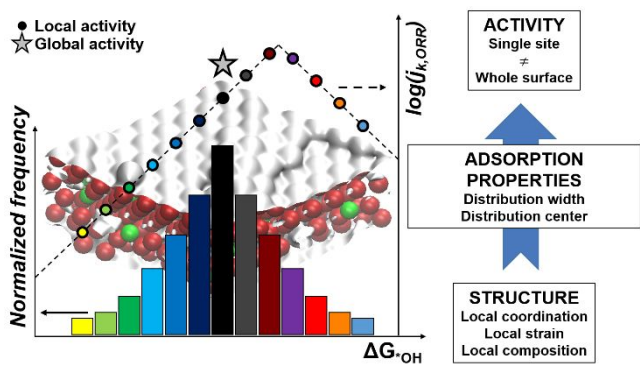 Local activity
Global activity
Normalized frequency
log(j_k,ORR)
ΔG*OH
ACTIVITY
Single site
≠
Whole surface
ADSORPTION
PROPERTIES
Distribution width
Distribution center
STRUCTURE
Local coordination
Local strain
Local composition